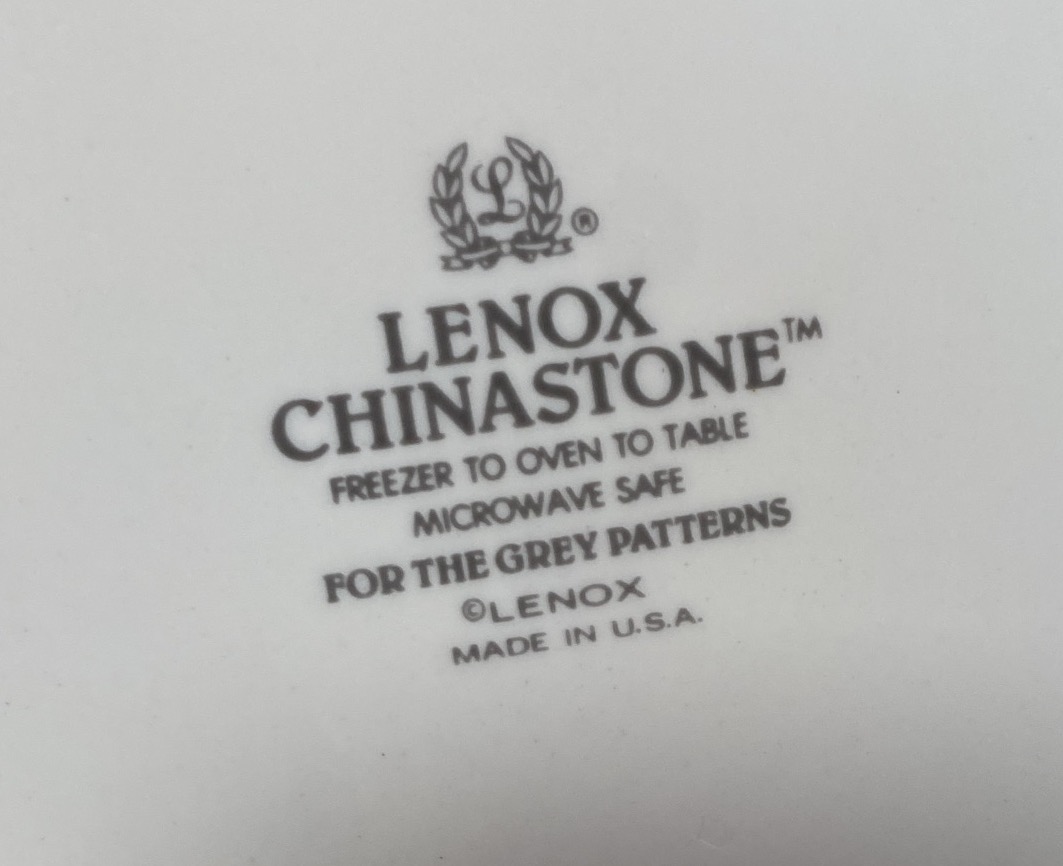 L ®
LENOX
CHINASTONE™
FREEZER TO OVEN TO TABLE
MICROWAVE SAFE
FOR THE GREY PATTERNS
©LENOX
MADE IN U.S.A.